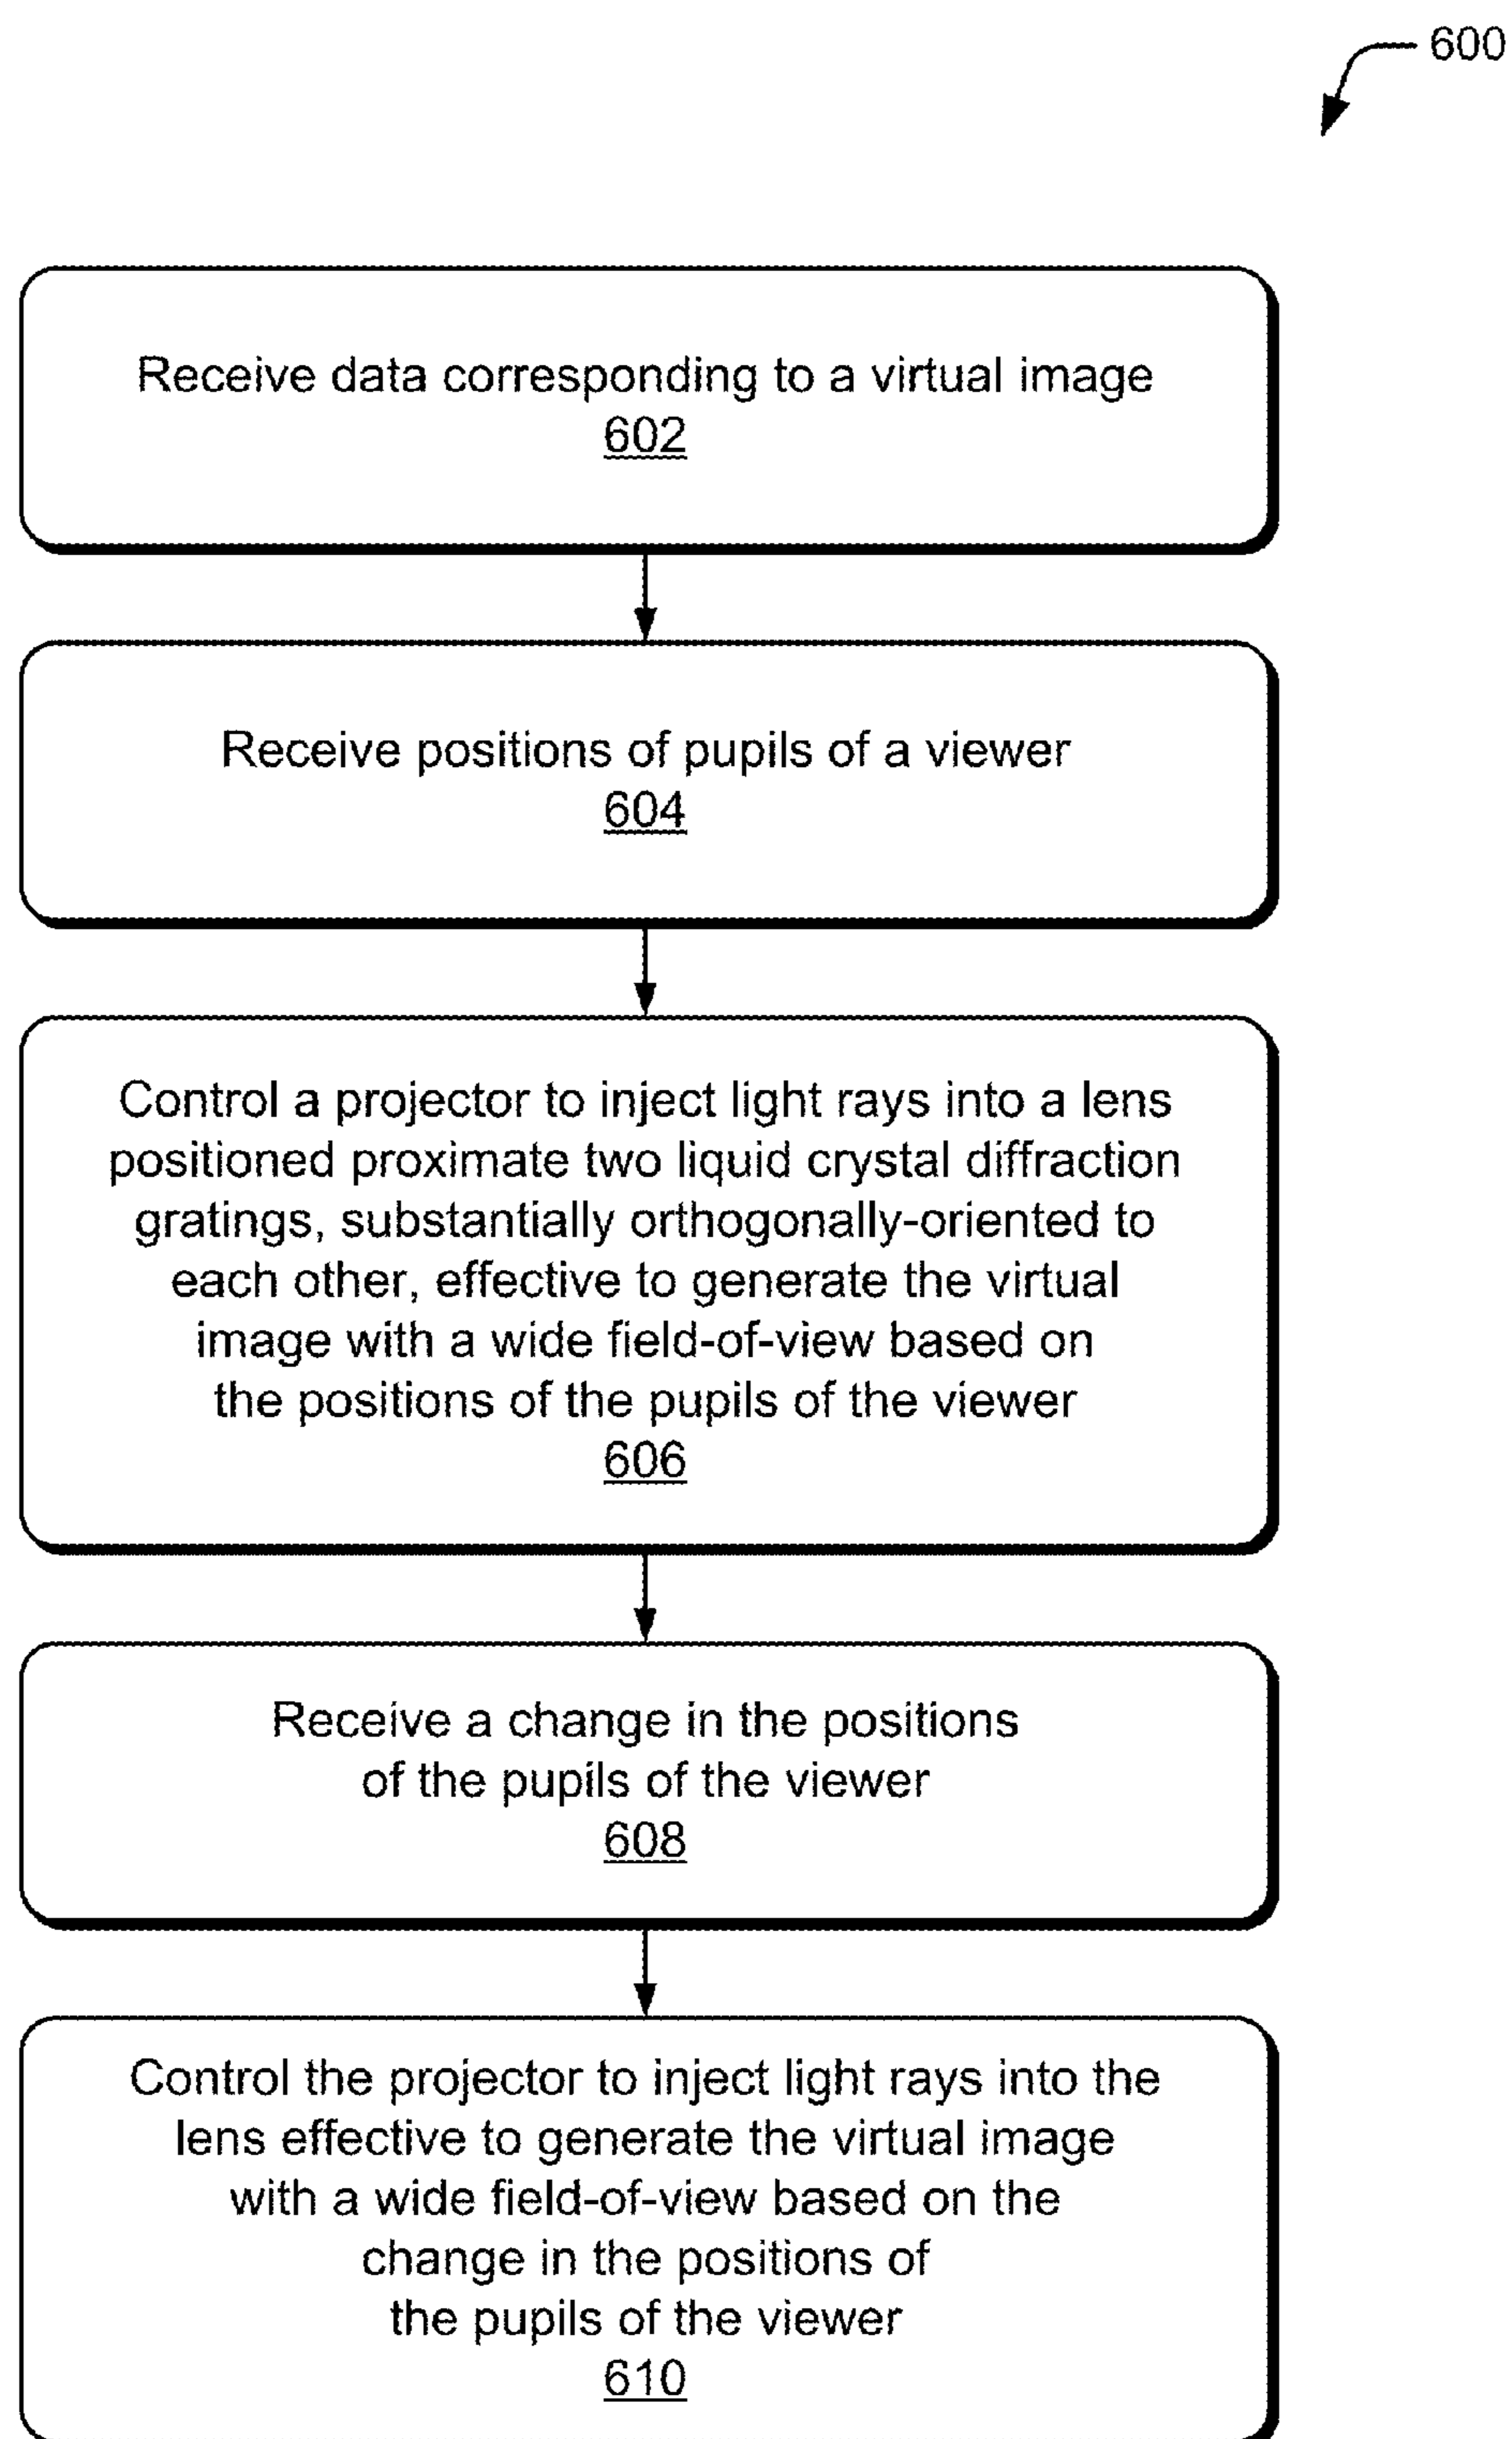 600
Receive data corresponding to a virtual image
602
Receive positions of pupils of a viewer
604
Control a projector to inject light rays into a lens
positioned proximate two liquid crystal diffraction
gratings, substantially orthogonally-oriented to
each other, effective to generate the virtual
image with a wide field-of-view based on
the positions of the pupils of the viewer
606
Receive a change in the positions
of the pupils of the viewer
608
Control the projector to inject light rays into the
lens effective to generate the virtual image
with a wide field-of-view based on the
change in the positions of
the pupils of the viewer
610